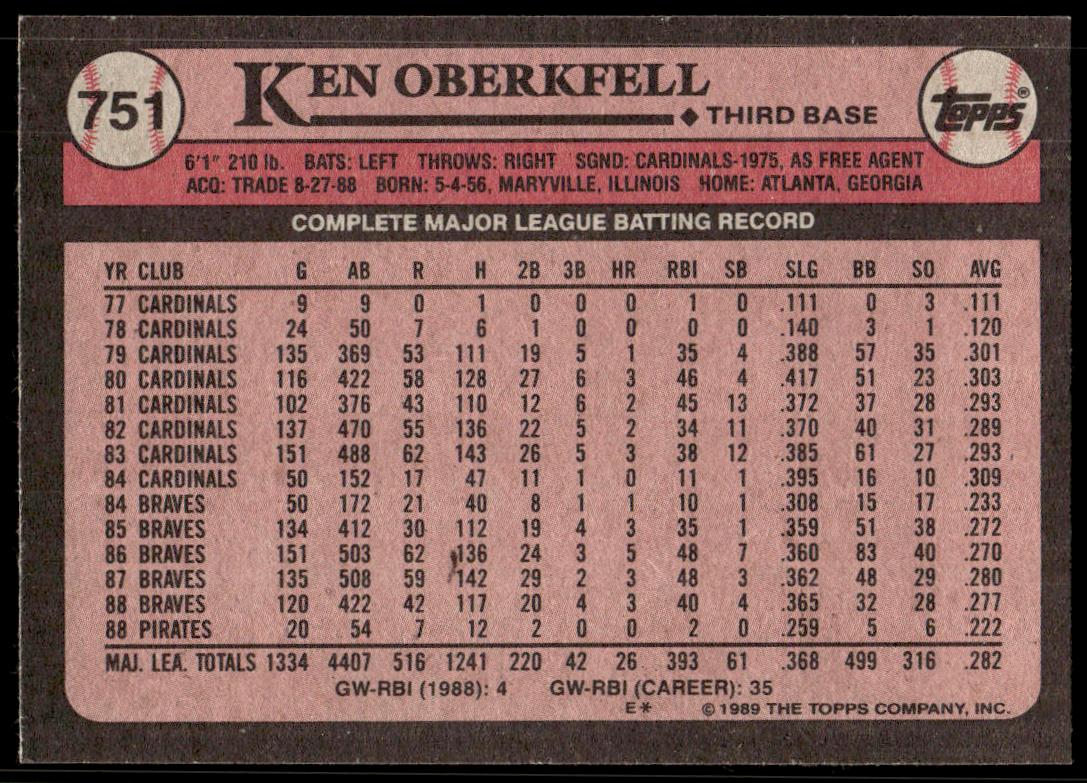 751
KEN OBERKFELL
◆ THIRD BASE
TOPPS®
6'1" 210 lb. BATS: LEFT THROWS: RIGHT SGND: CARDINALS-1975, AS FREE AGENT
ACQ: TRADE 8-27-88 BORN: 5-4-56, MARYVILLE, ILLINOIS HOME: ATLANTA, GEORGIA
COMPLETE MAJOR LEAGUE BATTING RECORD
YR CLUB G AB R H 2B 3B HR RBI SB SLG BB SO AVG
77 CARDINALS 9 9 0 1 0 0 0 1 0 .111 0 3 .111
78 CARDINALS 24 50 7 6 1 0 0 0 0 .140 3 1 .120
79 CARDINALS 135 369 53 111 19 5 1 35 4 .388 57 35 .301
80 CARDINALS 116 422 58 128 27 6 3 46 4 .417 51 23 .303
81 CARDINALS 102 376 43 110 12 6 2 45 13 .372 37 28 .293
82 CARDINALS 137 470 55 136 22 5 2 34 11 .370 40 31 .289
83 CARDINALS 151 488 62 143 26 5 3 38 12 .385 61 27 .293
84 CARDINALS 50 152 17 47 11 1 0 11 1 .395 16 10 .309
84 BRAVES 50 172 21 40 8 1 1 10 1 .308 15 17 .233
85 BRAVES 134 412 30 112 19 4 3 35 1 .359 51 38 .272
86 BRAVES 151 503 62 136 24 3 5 48 7 .360 83 40 .270
87 BRAVES 135 508 59 142 29 2 3 48 3 .362 48 29 .280
88 BRAVES 120 422 42 117 20 4 3 40 4 .365 32 28 .277
88 PIRATES 20 54 7 12 2 0 0 2 0 .259 5 6 .222
MAJ. LEA. TOTALS 1334 4407 516 1241 220 42 26 393 61 .368 499 316 .282
GW-RBI (1988): 4 GW-RBI (CAREER): 35
E* © 1989 THE TOPPS COMPANY, INC.